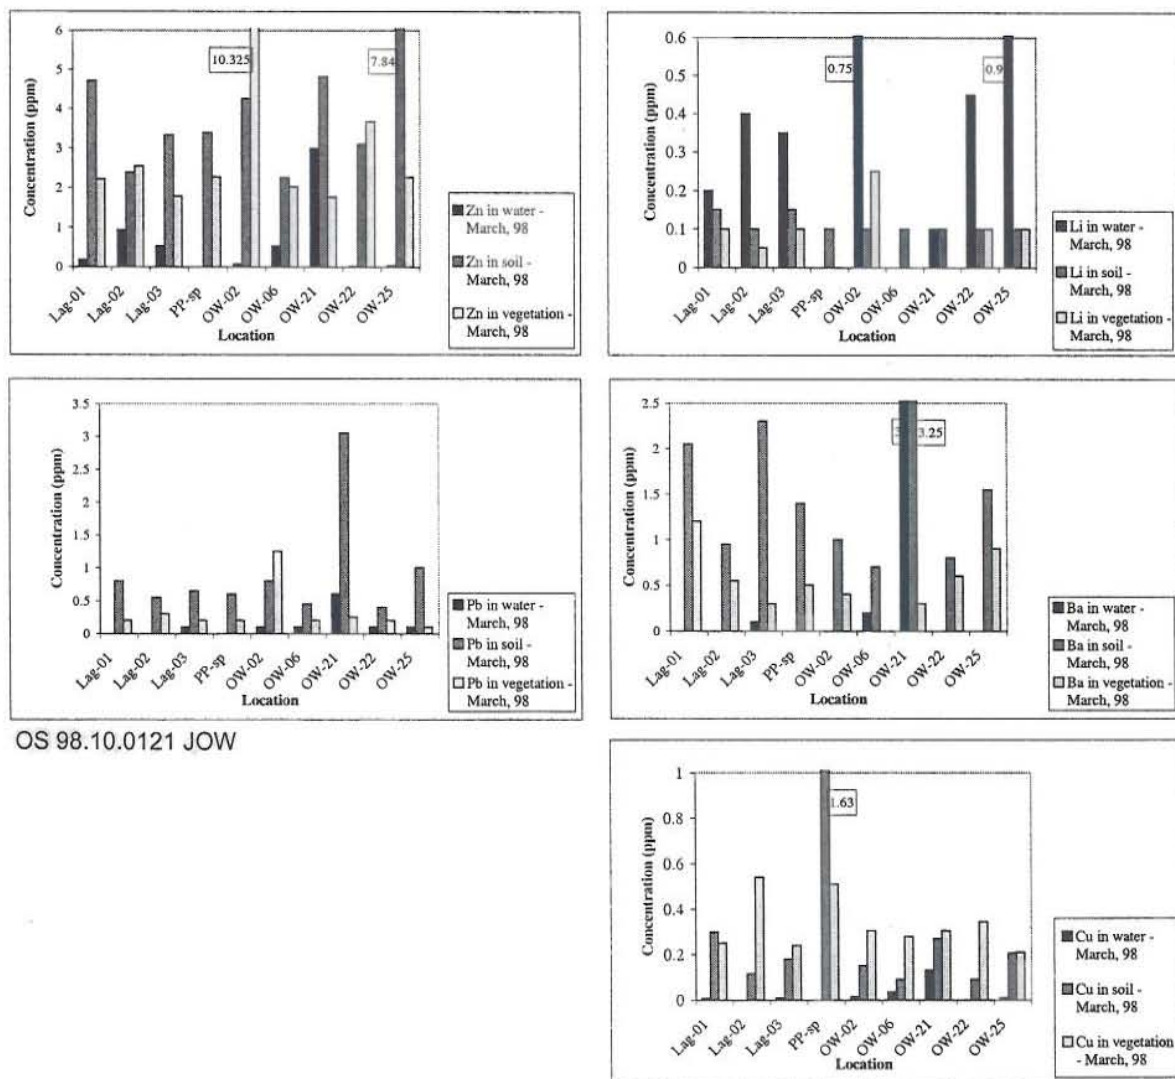 6
5
4
3
2
1
0
Concentration (ppm)
10.325
7.84
Lag-01
Lag-02
Lag-03
PP-sp
OW-02
OW-06
OW-21
OW-22
OW-25
Location
Zn in water -
March, 98
Zn in soil -
March, 98
Zn in vegetation -
March, 98
0.6
0.5
0.4
0.3
0.2
0.1
0
Concentration (ppm)
0.75
0.9
Lag-01
Lag-02
Lag-03
PP-sp
OW-02
OW-06
OW-21
OW-22
OW-25
Location
Li in water -
March, 98
Li in soil -
March, 98
Li in vegetation -
March, 98
3.5
3
2.5
2
1.5
1
0.5
0
Concentration (ppm)
Lag-01
Lag-02
Lag-03
PP-sp
OW-02
OW-06
OW-21
OW-22
OW-25
Location
Pb in water -
March, 98
Pb in soil -
March, 98
Pb in vegetation -
March, 98
2.5
2
1.5
1
0.5
0
Concentration (ppm)
3.25
Lag-01
Lag-02
Lag-03
PP-sp
OW-02
OW-06
OW-21
OW-22
OW-25
Location
Ba in water -
March, 98
Ba in soil -
March, 98
Ba in vegetation -
March, 98
OS 98.10.0121 JOW
1
0.8
0.6
0.4
0.2
0
Concentration (ppm)
1.63
Lag-01
Lag-02
Lag-03
PP-sp
OW-02
OW-06
OW-21
OW-22
OW-25
Location
Cu in water -
March, 98
Cu in soil -
March, 98
Cu in vegetation
- March, 98